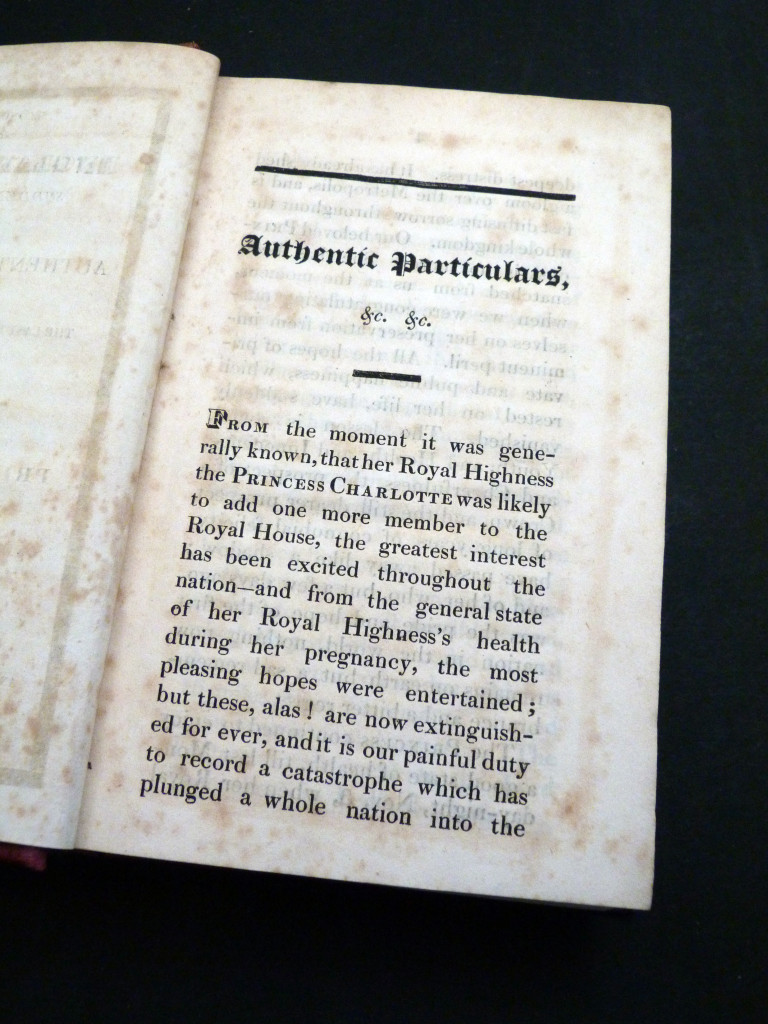 Authentic Particulars,
&c. &c.
FROM the moment it was gene-
rally known, that her Royal Highness
the PRINCESS CHARLOTTE was likely
to add one more member to the
Royal House, the greatest interest
has been excited throughout the
nation—and from the general state
of her Royal Highness's health
during her pregnancy, the most
pleasing hopes were entertained;
but these, alas! are now extinguish-
ed for ever, and it is our painful duty
to record a catastrophe which has
plunged a whole nation into the